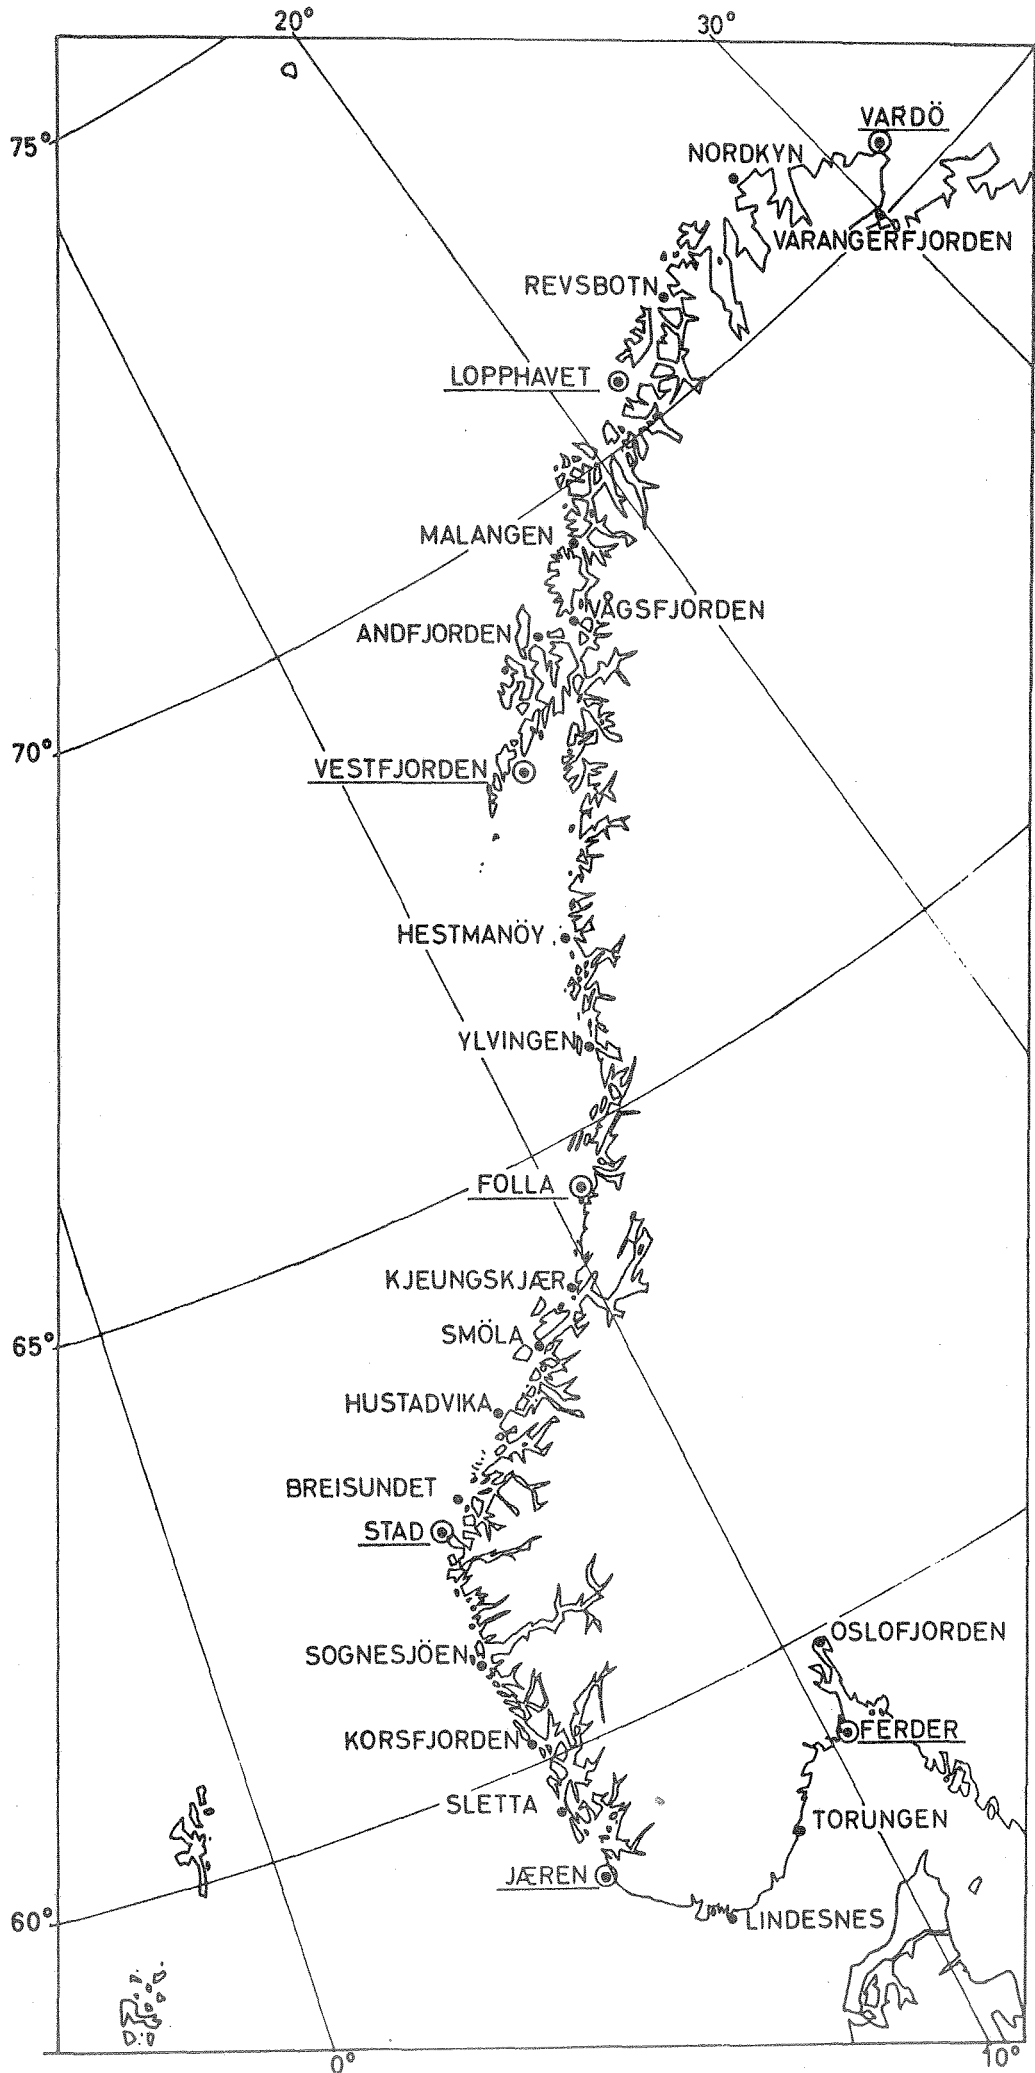 20°
30°
75°
VARDÖ
NORDKYN
VARANGERFJORDEN
REVSBOTN
LOPPHAVET
MALANGEN
VÅGSFJORDEN
ANDFJORDEN
70°
VESTFJORDEN
HESTMANÖY
YLVINGEN
FOLLA
KJEUNGSKJÆR
SMÖLA
65°
HUSTADVIKA
BREISUNDET
STAD
OSLOFJORDEN
SOGNESJÖEN
FERDER
KORSFJORDEN
SLETTA
TORUNGEN
JÆREN
LINDESNES
60°
0°
10°